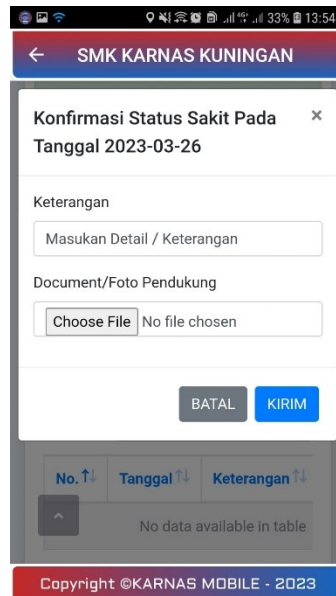 4G+ 33% 13:54
SMK KARNAS KUNINGAN
Konfirmasi Status Sakit Pada ×
Tanggal 2023-03-26
Keterangan
Masukan Detail / Keterangan
Document/Foto Pendukung
Choose File No file chosen
BATAL KIRIM
No. Tanggal Keterangan
No data available in table
Copyright ©KARNAS MOBILE - 2023